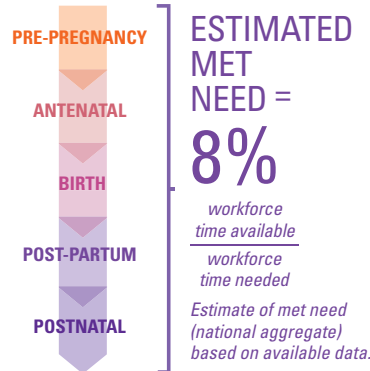 PRE-PREGNANCY
ANTENATAL
BIRTH
POST-PARTUM
POSTNATAL
ESTIMATED
MET
NEED =
8%
workforce
time available
workforce
time needed
Estimate of met need
(national aggregate)
based on available data.